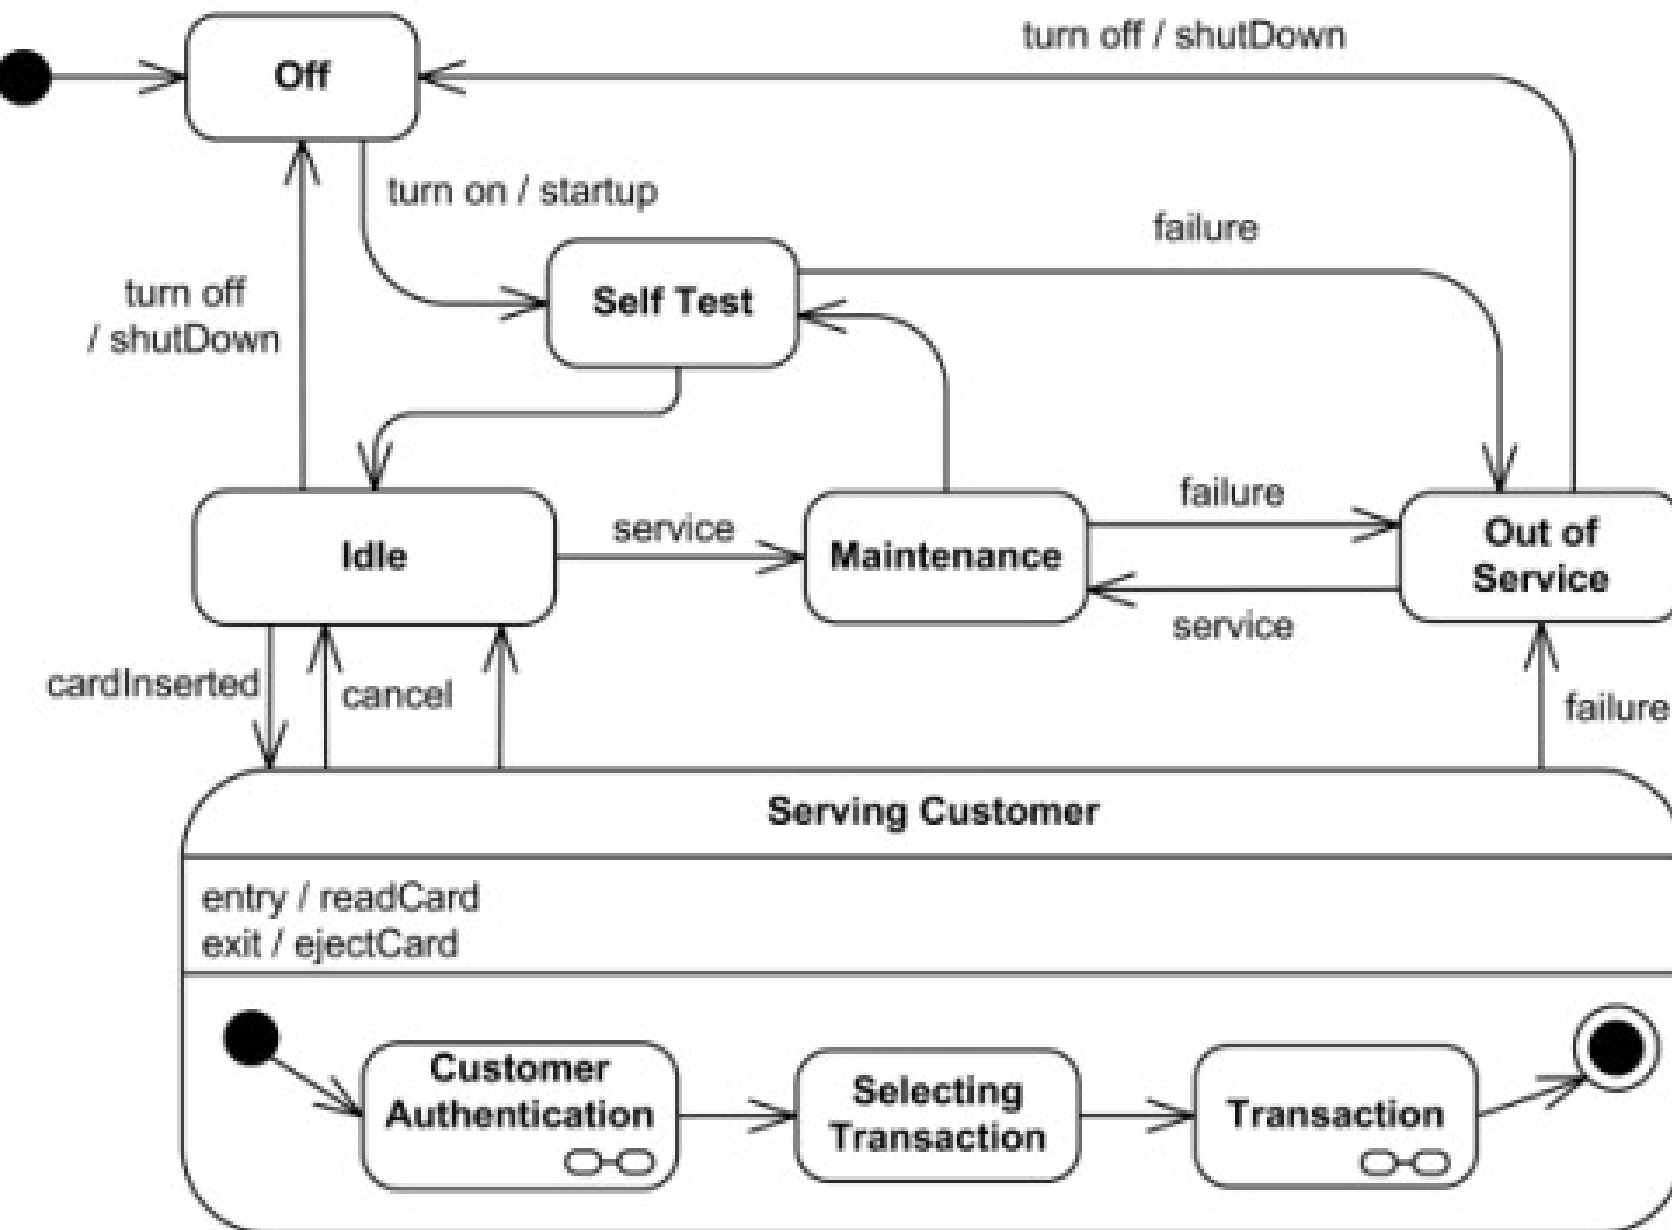 turn off / shutDown
Off
turn on / startup
failure
turn off
/ shutDown
Self Test
failure
service
Idle
Maintenance
Out of
Service
service
cardInserted
cancel
failure
Serving Customer
entry / readCard
exit / ejectCard
Customer
Authentication
Selecting
Transaction
Transaction